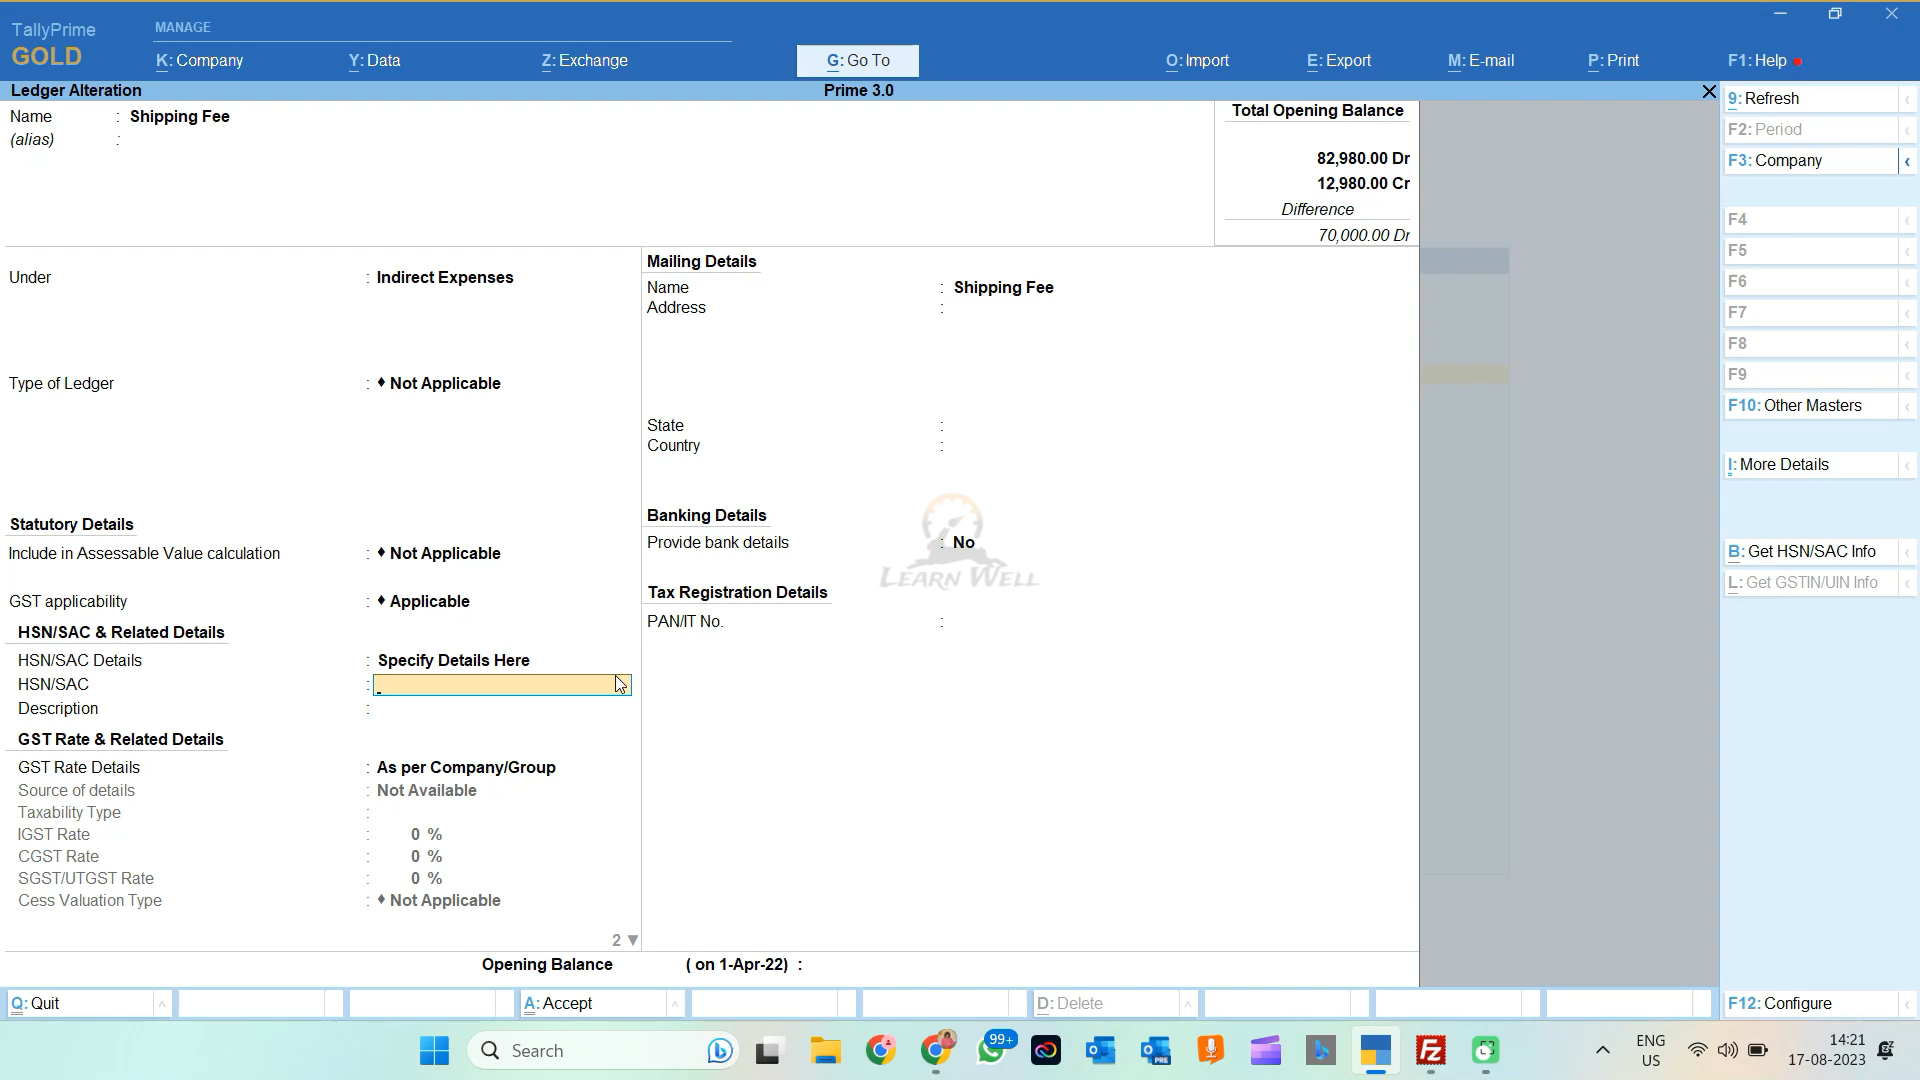 TallyPrime
GOLD
MANAGE
K: Company
Y: Data
Z: Exchange
G: Go To
O: Import
E: Export
M: E-mail
P: Print
F1: Help
Ledger Alteration
Prime 3.0
Name : Shipping Fee
(alias) :
Total Opening Balance
82,980.00 Dr
12,980.00 Cr
Difference
70,000.00 Dr
Under : Indirect Expenses
Type of Ledger : ♦ Not Applicable
Statutory Details
Include in Assessable Value calculation : ♦ Not Applicable
GST applicability : ♦ Applicable
HSN/SAC & Related Details
HSN/SAC Details : Specify Details Here
HSN/SAC :
Description :
GST Rate & Related Details
GST Rate Details : As per Company/Group
Source of details : Not Available
Taxability Type :
IGST Rate : 0 %
CGST Rate : 0 %
SGST/UTGST Rate : 0 %
Cess Valuation Type : ♦ Not Applicable
2 ▼
Mailing Details
Name : Shipping Fee
Address :
State :
Country :
Banking Details
Provide bank details : No
Tax Registration Details
PAN/IT No. :
LEARN WELL
Opening Balance ( on 1-Apr-22) :
9: Refresh
F2: Period
F3: Company
F4
F5
F6
F7
F8
F9
F10: Other Masters
I: More Details
B: Get HSN/SAC Info
L: Get GSTIN/UIN Info
F12: Configure
Q: Quit
A: Accept
D: Delete
Search
99+
PRE
ENG
US
14:21
17-08-2023